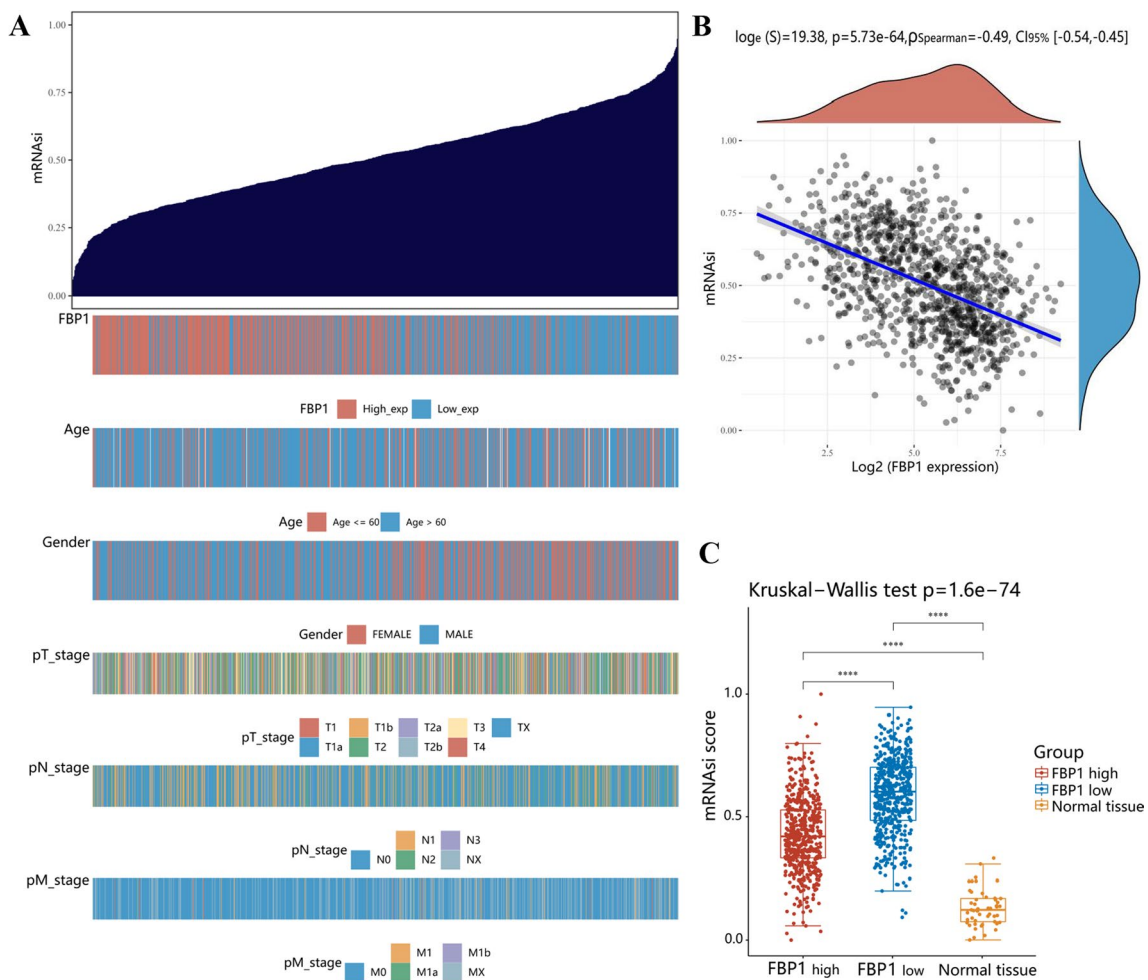 A
1.00
0.75
mRNAsi
0.50
0.25
0.00
FBP1
FBP1 High_exp Low_exp
Age
Age Age <= 60 Age > 60
Gender
Gender FEMALE MALE
pT_stage
pT_stage T1 T1b T2a T3 TX
T1a T2 T2b T4
pN_stage
N1 N3
pN_stage N0 N2 NX
pM_stage
M1 M1b
pM_stage M0 M1a MX
B
loge (S)=19.38, p=5.73e-64,ρSpearman=-0.49, CI95% [-0.54,-0.45]
1.00
0.75
mRNAsi
0.50
0.25
0.00
2.5 5.0 7.5
Log2 (FBP1 expression)
C
Kruskal-Wallis test p=1.6e-74
****
****
****
1.0
mRNAsi score
0.5
0.0
FBP1 high FBP1 low Normal tissue
Group
FBP1 high
FBP1 low
Normal tissue